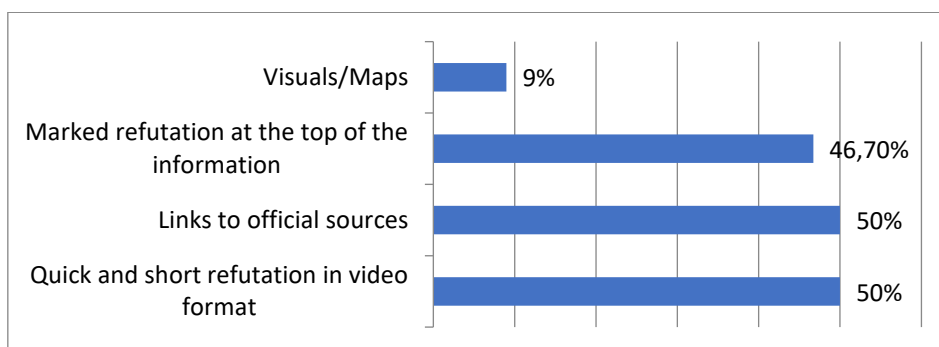 Visuals/Maps
9%
Marked refutation at the top of the
information
46,70%
Links to official sources
50%
Quick and short refutation in video
format
50%